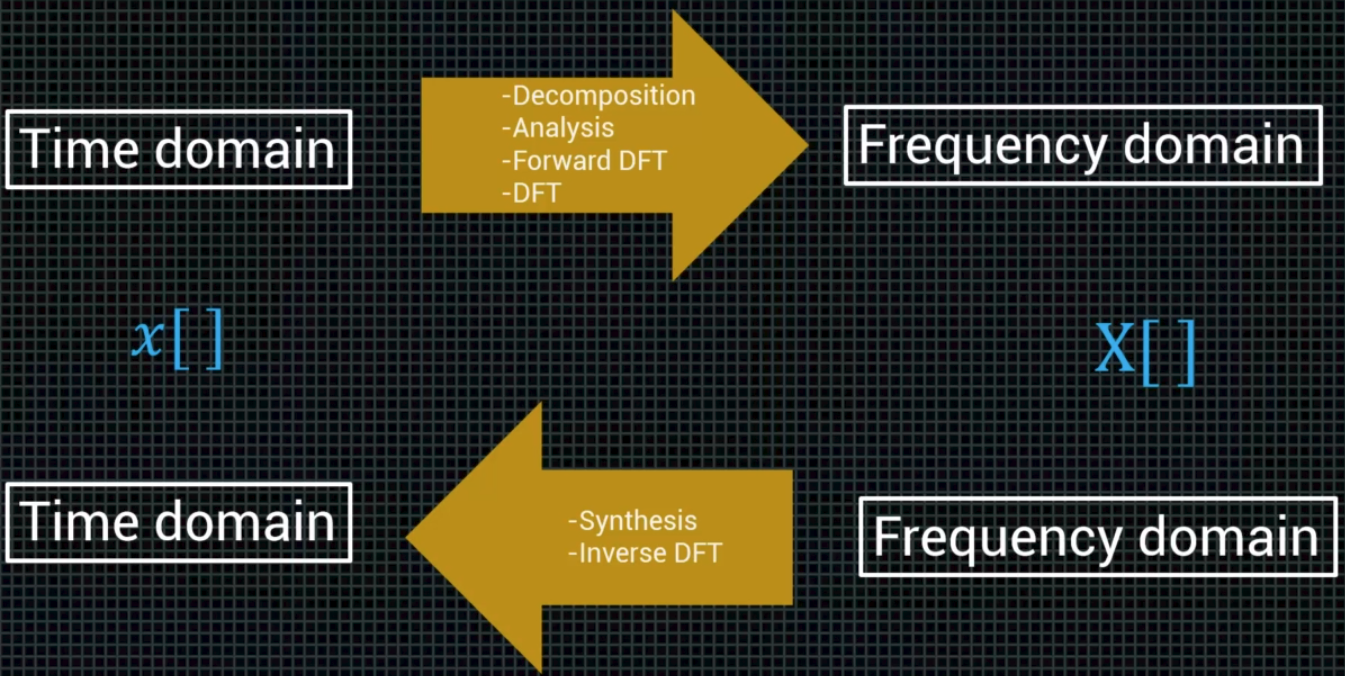 Time domain
-Decomposition
-Analysis
-Forward DFT
-DFT
Frequency domain
x[ ]
X[ ]
Time domain
-Synthesis
-Inverse DFT
Frequency domain